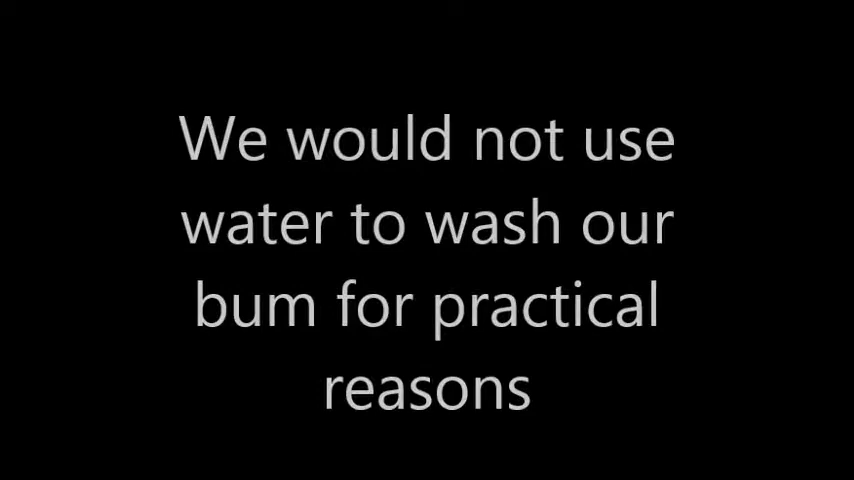 We would not use
water to wash our
bum for practical
reasons